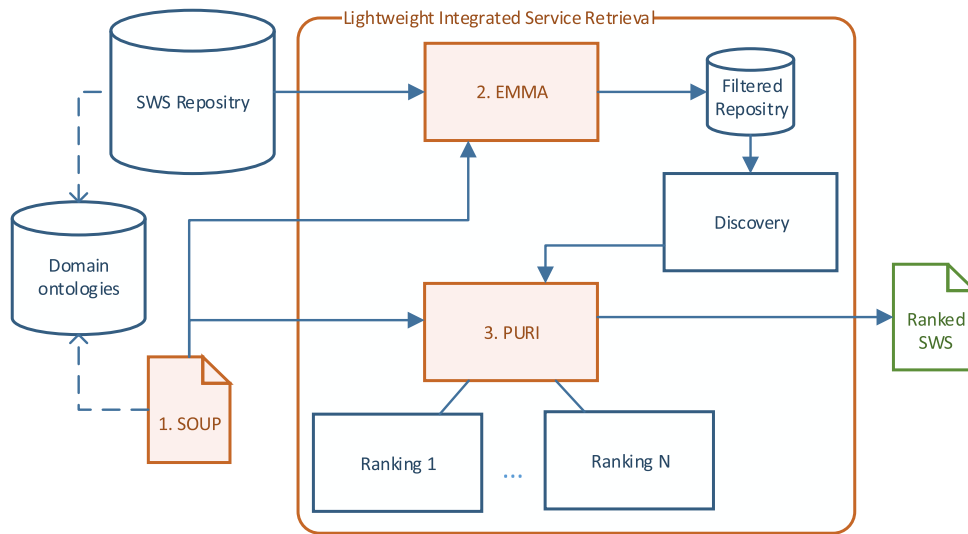 Lightweight Integrated Service Retrieval
SWS Repositry
2. EMMA
Filtered
Repositry
Discovery
Domain
ontologies
3. PURI
Ranked
SWS
1. SOUP
Ranking 1
...
Ranking N